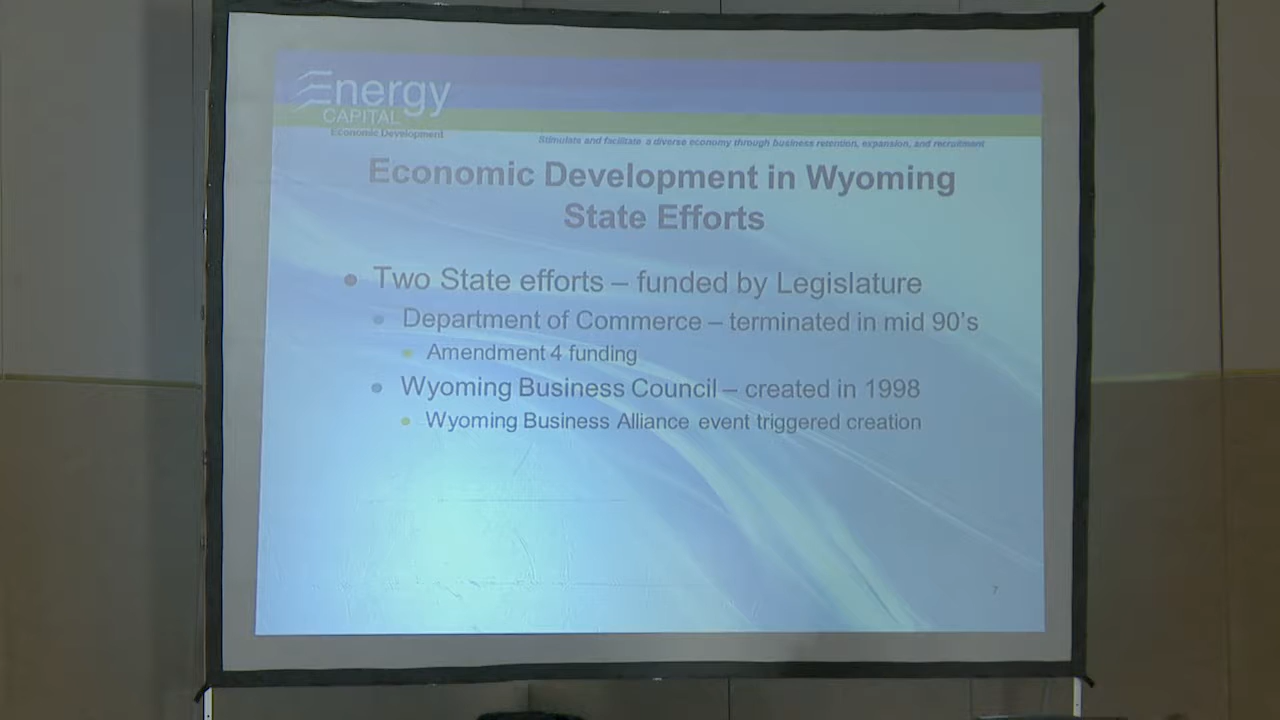 Energy
CAPITAL
Economic Development
Stimulate and facilitate a diverse economy through business retention, expansion, and recruitment
Economic Development in Wyoming
State Efforts
Two State efforts – funded by Legislature
Department of Commerce – terminated in mid 90's
Amendment 4 funding
Wyoming Business Council – created in 1998
Wyoming Business Alliance event triggered creation
7